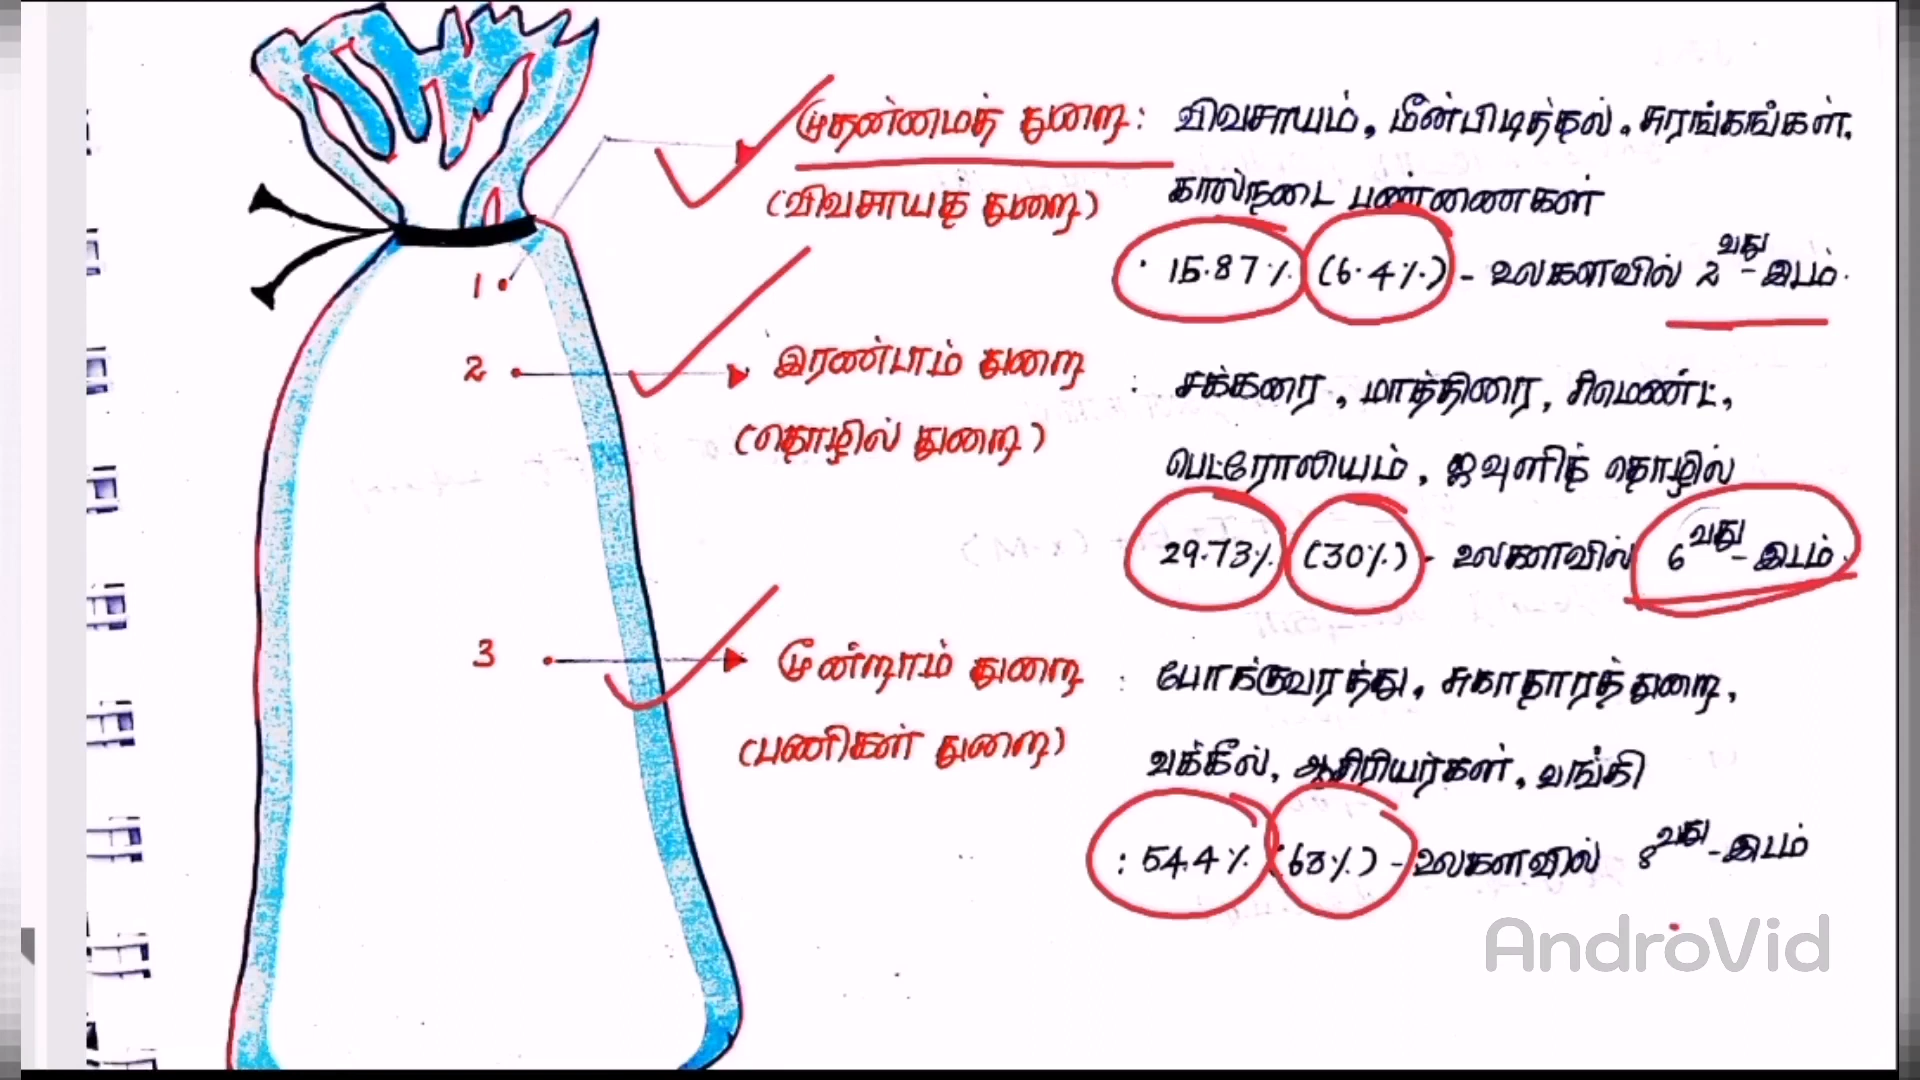 முதன்மைத் துறை : விவசாயம், மீன்பிடித்தல், சுரங்கங்கள்,
(விவசாயத் துறை) கால்நடை பண்ணைகள்
1 . 15.87% (6.4%) - உலகளவில் 2வது - இடம்.
2 இரண்டாம் துறை : சக்கரை, மாத்திரை, சிமெண்ட்,
(தொழில் துறை) பெட்ரோலியம், ஜவுளித் தொழில்
29.73% (30%) - உலகளவில் 6வது - இடம்.
3 மூன்றாம் துறை : போக்குவரத்து, சுகாதாரத்துறை,
(பணிகள் துறை) வக்கீல், ஆசிரியர்கள், வங்கி
: 54.4% (63%) - உலகளவில் 8வது - இடம்
AndroVid